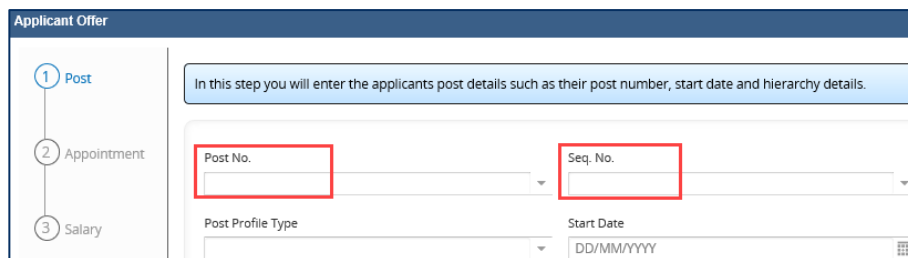 Applicant Offer
1 Post
In this step you will enter the applicants post details such as their post number, start date and hierarchy details.
2 Appointment
Post No.
Seq. No.
3 Salary
Post Profile Type
Start Date
DD/MM/YYYY